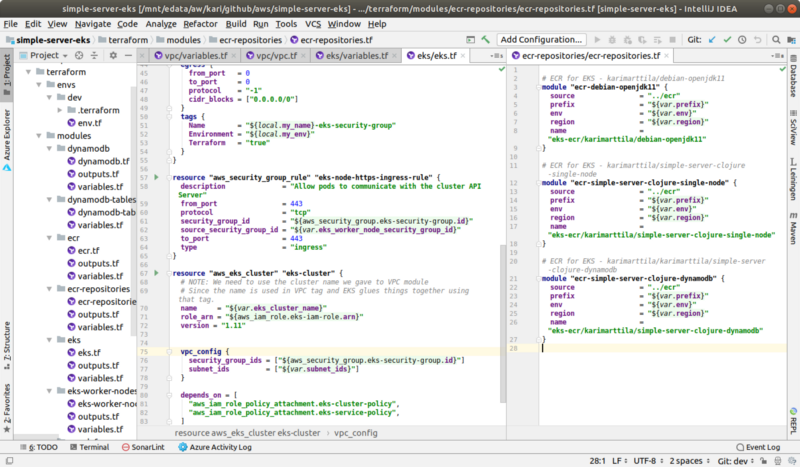 simple-server-eks [/mnt/edata/aw/kari/github/aws/simple-server-eks] - .../terraform/modules/ecr-repositories/ecr-repositories.tf [simple-server-eks] - IntelliJ IDEA
File Edit View Navigate Code Analyze Refactor Build Run Tools VCS Window Help
simple-server-eks terraform modules ecr-repositories ecr-repositories.tf Add Configuration... Git:
Project vpc/variables.tf vpc/vpc.tf eks/variables.tf eks/eks.tf ecr-repositories/ecr-repositories.tf
1: Project
Azure Explorer
7: Structure
2: Favorites
terraform
envs
dev
.terraform
env.tf
modules
dynamodb
dynamodb.tf
outputs.tf
variables.tf
dynamodb-tables
dynamodb-tab
variables.tf
ecr
ecr.tf
outputs.tf
variables.tf
ecr-repositories
ecr-repositories
variables.tf
eks
eks.tf
outputs.tf
variables.tf
eks-worker-nodes
eks-worker-no
outputs.tf
variables.tf
44 egress {
45 from_port = 0
46 to_port = 0
47 protocol = "-1"
48 cidr_blocks = ["0.0.0.0/0"]
49 }
50 tags {
51 Name = "${local.my_name}-eks-security-group"
52 Environment = "${local.my_env}"
53 Terraform = "true"
54 }
55 }
56
57 resource "aws_security_group_rule" "eks-node-https-ingress-rule" {
58 description = "Allow pods to communicate with the cluster API
Server"
59 from_port = 443
60 protocol = "tcp"
61 security_group_id = "${aws_security_group.eks-security-group.id}"
62 source_security_group_id = "${var.eks_worker_node_security_group_id}"
63 to_port = 443
64 type = "ingress"
65 }
66
67 resource "aws_eks_cluster" "eks-cluster" {
68 # NOTE: We need to use the cluster name we gave to VPC module
69 # Since the name is used in VPC tag and EKS glues things together using
that tag.
70 name = "${var.eks_cluster_name}"
71 role_arn = "${aws_iam_role.eks-iam-role.arn}"
72 version = "1.11"
75 vpc_config {
76 security_group_ids = ["${aws_security_group.eks-security-group.id}"]
77 subnet_ids = ["${var.subnet_ids}"]
78 }
79
80 depends_on = [
81 "aws_iam_role_policy_attachment.eks-cluster-policy",
82 "aws_iam_role_policy_attachment.eks-service-policy",
83 ]
resource aws_eks_cluster eks-cluster vpc_config
1
2 # ECR for EKS - karimarttila/debian-openjdk11
3 module "ecr-debian-openjdk11" {
4 source = "../ecr"
5 prefix = "${var.prefix}"
6 env = "${var.env}"
7 region = "${var.region}"
8 name =
"eks-ecr/karimarttila/debian-openjdk11"
9 }
10
11 # ECR for EKS - karimarttila/simple-server-clojure
-single-node
12 module "ecr-simple-server-clojure-single-node" {
13 source = "../ecr"
14 prefix = "${var.prefix}"
15 env = "${var.env}"
16 region = "${var.region}"
17 name =
"eks-ecr/karimarttila/simple-server-clojure-single-node"
18 }
19
20 # ECR for EKS - karimarttila/karimarttila/simple-server
-clojure-dynamodb
21 module "ecr-simple-server-clojure-dynamodb" {
22 source = "../ecr"
23 prefix = "${var.prefix}"
24 env = "${var.env}"
25 region = "${var.region}"
26 name =
"eks-ecr/karimarttila/simple-server-clojure-dynamodb"
27 }
28
Database
SciView
Leiningen
Maven
REPL
6: TODO Terminal SonarLint Azure Activity Log Event Log
28:1 LF UTF-8 2 spaces Git: dev